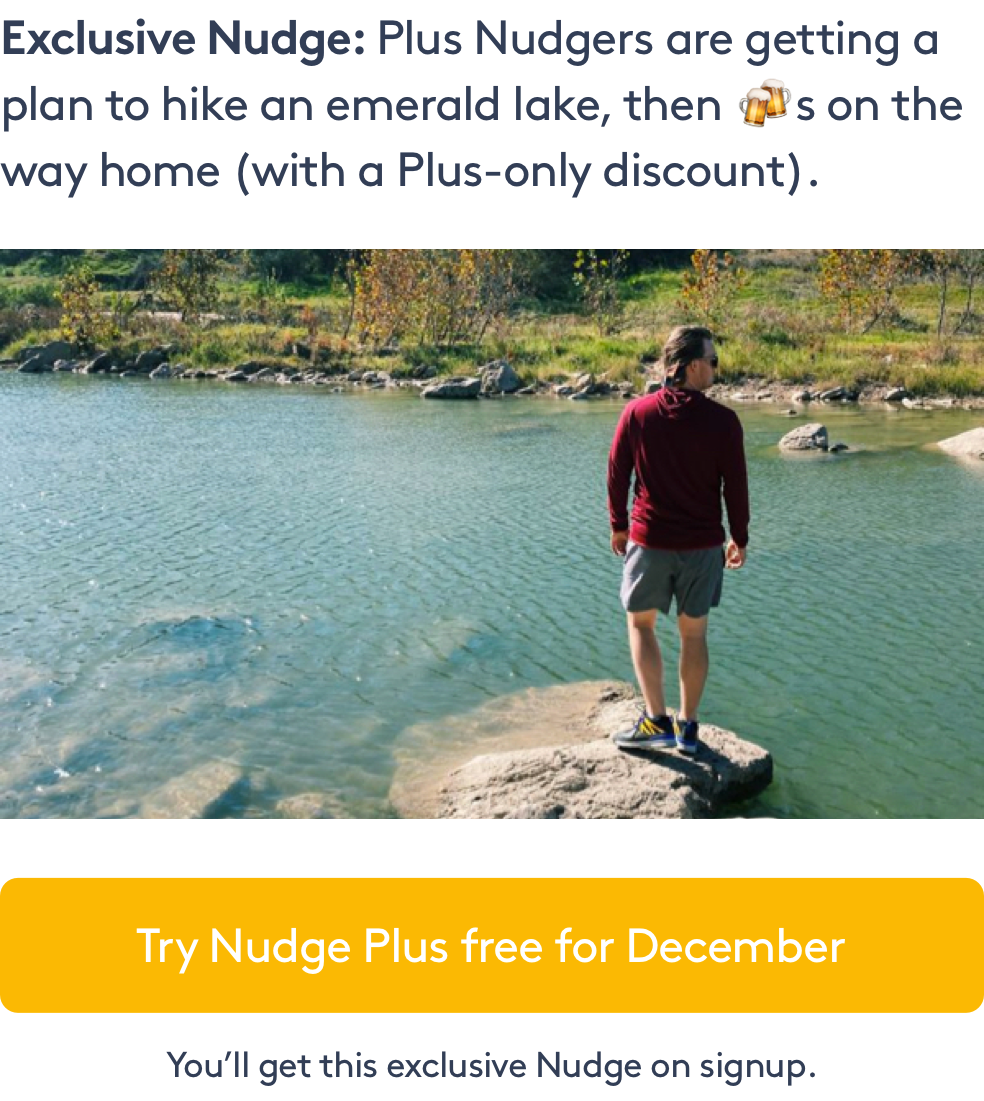 Exclusive Nudge: Plus Nudgers are getting a
plan to hike an emerald lake, then 🍻s on the
way home (with a Plus-only discount).
Try Nudge Plus free for December
You’ll get this exclusive Nudge on signup.